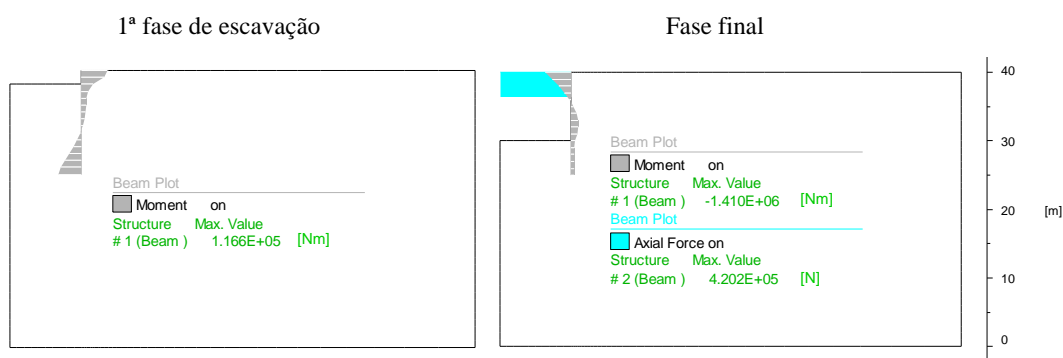 1ª fase de escavação
Fase final
Beam Plot
Moment on
Structure Max. Value
# 1 (Beam ) 1.166E+05 [Nm]
Beam Plot
Moment on
Structure Max. Value
# 1 (Beam ) -1.410E+06 [Nm]
Beam Plot
Axial Force on
Structure Max. Value
# 2 (Beam ) 4.202E+05 [N]
40
30
20
10
0
[m]